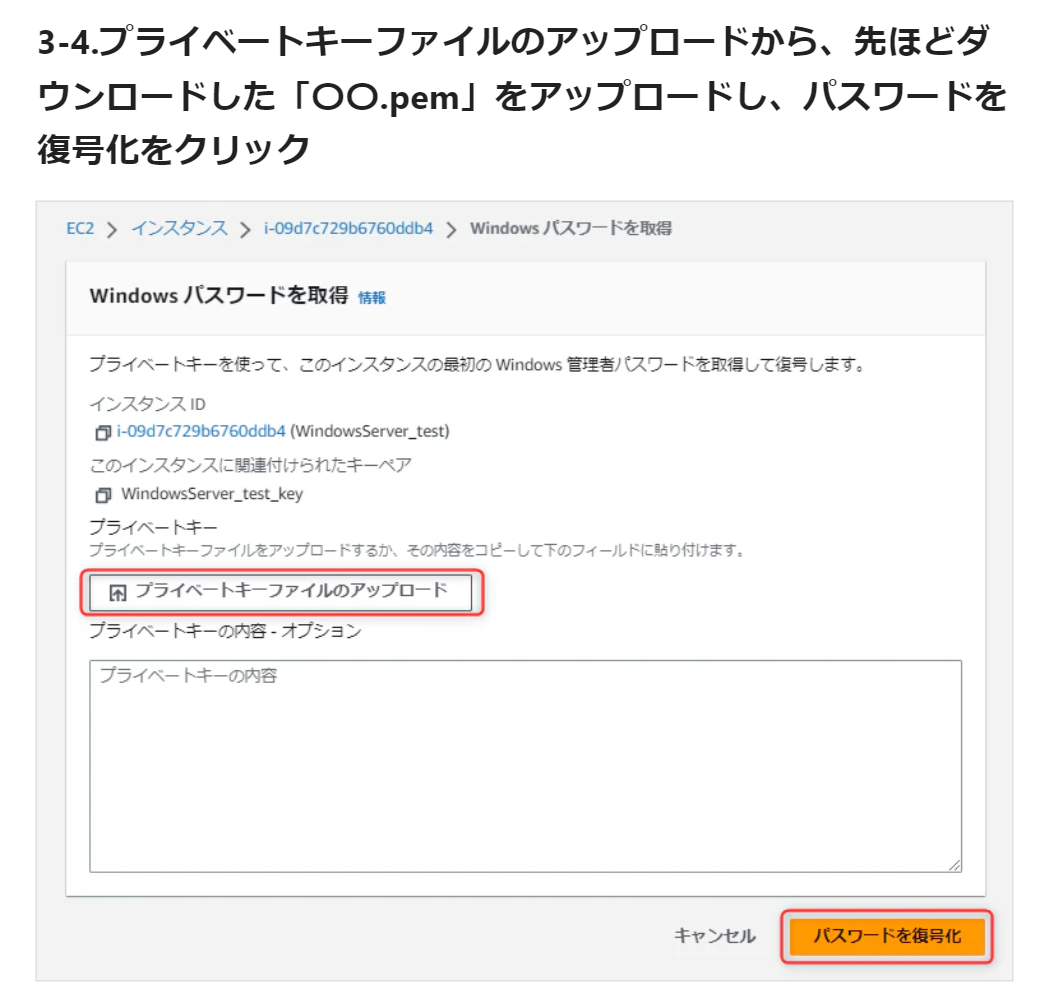 3-4.プライベートキーファイルのアップロードから、先ほどダ
ウンロードした「〇〇.pem」をアップロードし、パスワードを
復号化をクリック
EC2 > インスタンス > i-09d7c729b6760ddb4 > Windows パスワードを取得
Windows パスワードを取得 情報
プライベートキーを使って、このインスタンスの最初の Windows 管理者パスワードを取得して復号します。
インスタンス ID
i-09d7c729b6760ddb4 (WindowsServer_test)
このインスタンスに関連付けられたキーペア
WindowsServer_test_key
プライベートキー
プライベートキーファイルをアップロードするか、その内容をコピーして下のフィールドに貼り付けます。
プライベートキーファイルのアップロード
プライベートキーの内容 - オプション
プライベートキーの内容
キャンセル
パスワードを復号化